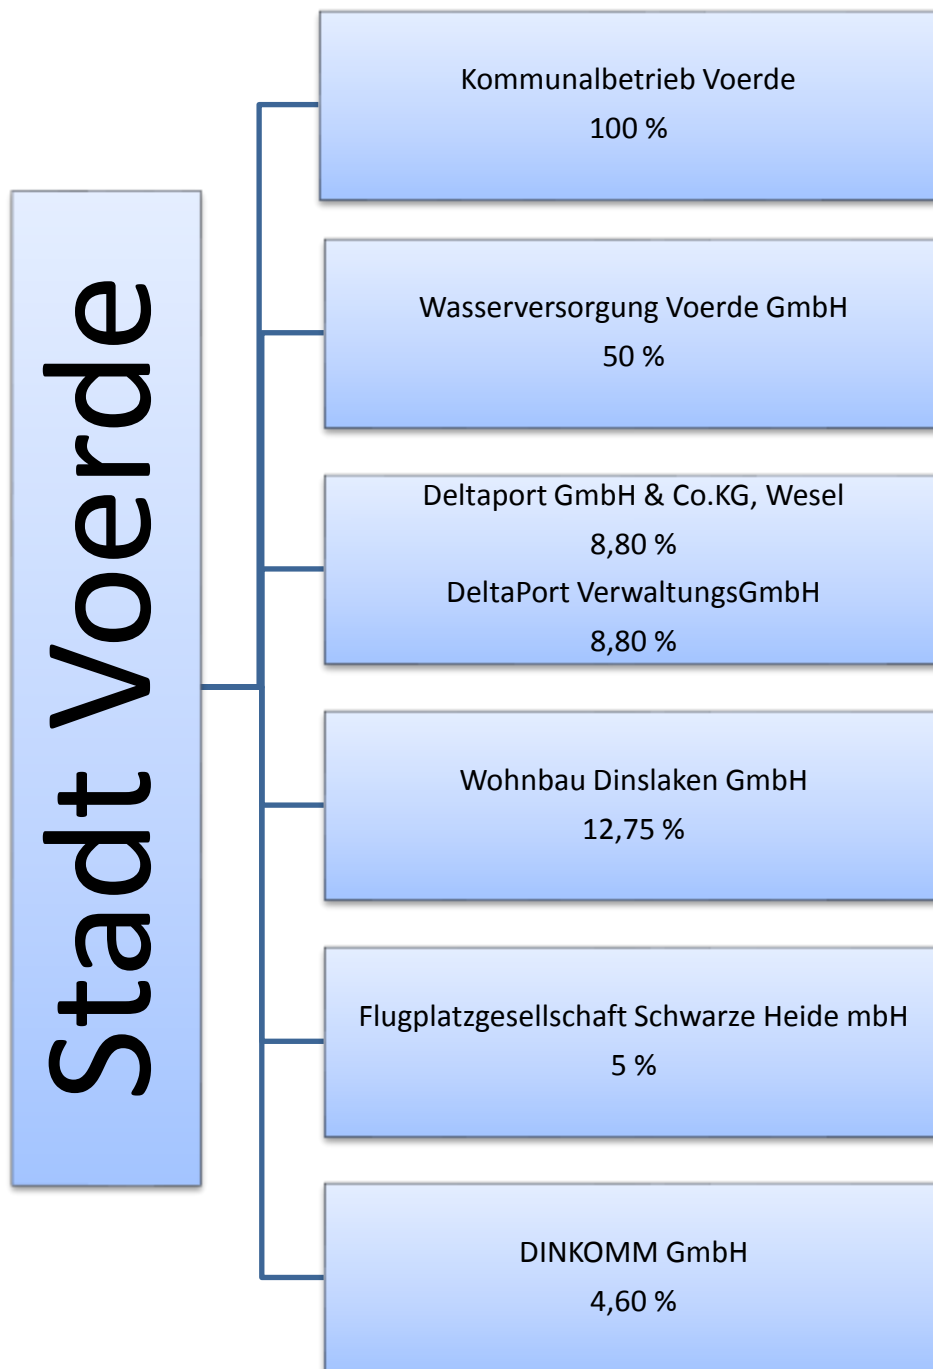 Stadt Voerde
Kommunalbetrieb Voerde
100 %
Wasserversorgung Voerde GmbH
50 %
Deltaport GmbH & Co.KG, Wesel
8,80 %
DeltaPort VerwaltungsGmbH
8,80 %
Wohnbau Dinslaken GmbH
12,75 %
Flugplatzgesellschaft Schwarze Heide mbH
5 %
DINKOMM GmbH
4,60 %